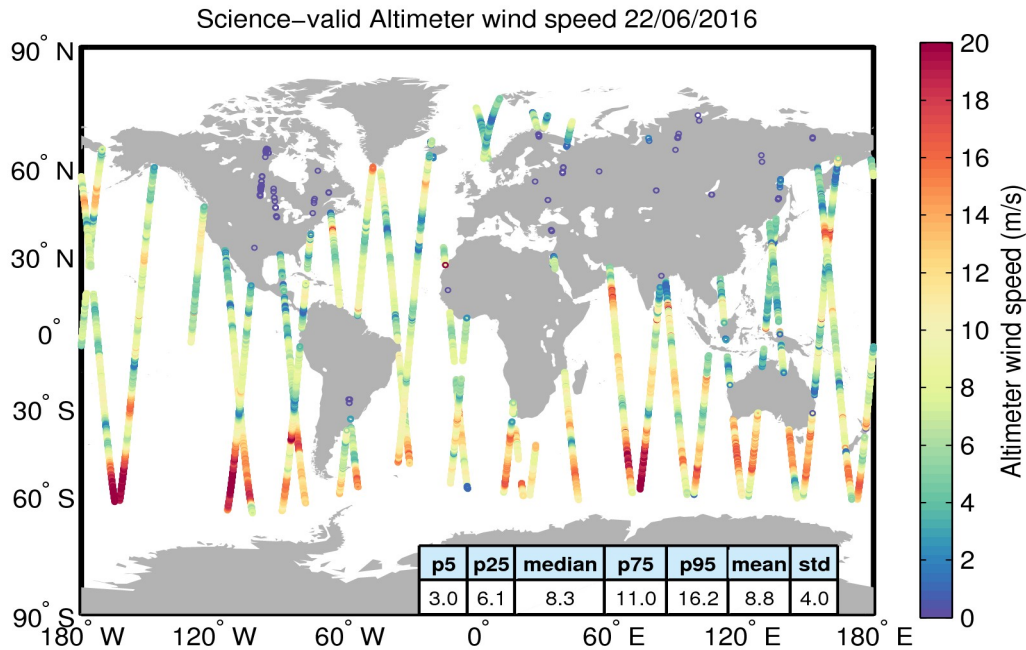 Science−valid Altimeter wind speed 22/06/2016
90° N
60° N
30° N
0°
30° S
60° S
90° S
180° W
120° W
60° W
0°
60° E
120° E
180° E
p5 p25 median p75 p95 mean std
3.0 6.1 8.3 11.0 16.2 8.8 4.0
20
18
16
14
12
10
8
6
4
2
0
Altimeter wind speed (m/s)